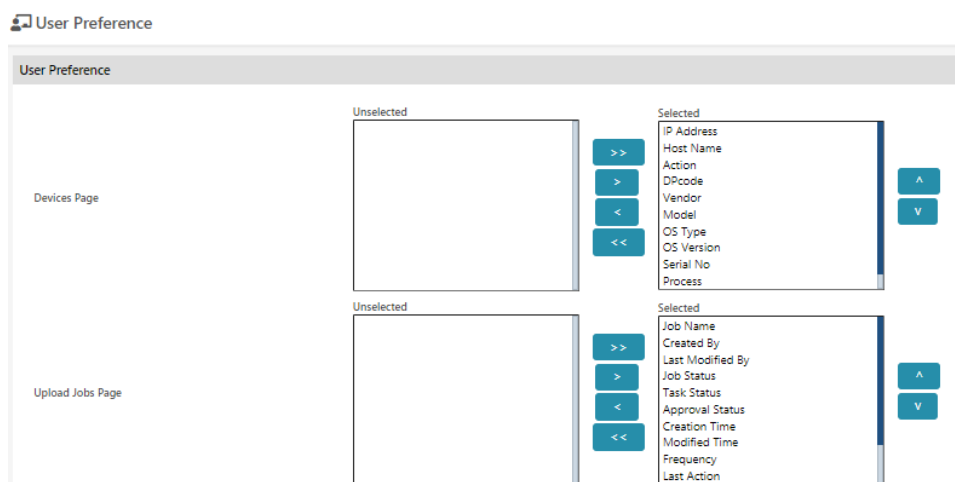 User Preference
User Preference
Unselected
Selected
Devices Page
>>
>
<
<<
IP Address
Host Name
Action
DPcode
Vendor
Model
OS Type
OS Version
Serial No
Process
^
v
Unselected
Selected
Upload Jobs Page
>>
>
<
<<
Job Name
Created By
Last Modified By
Job Status
Task Status
Approval Status
Creation Time
Modified Time
Frequency
Last Action
^
v